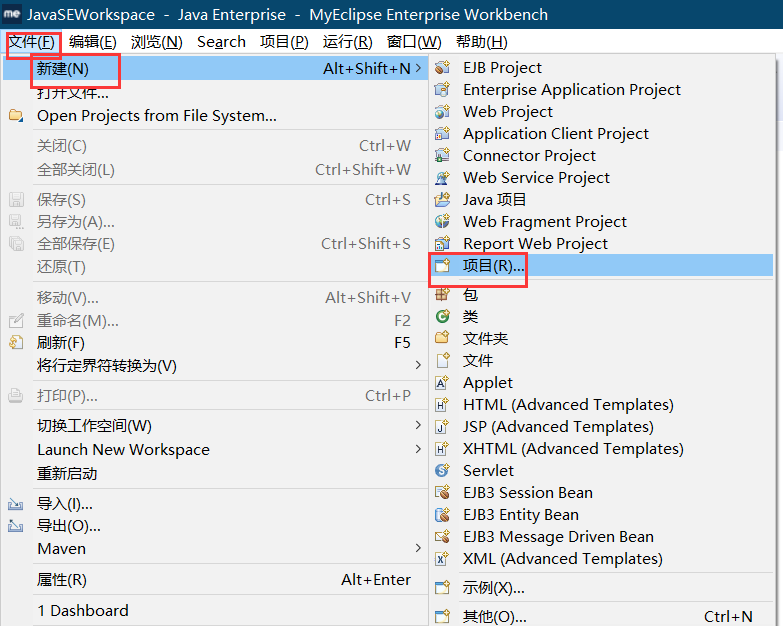 me JavaSEWorkspace - Java Enterprise - MyEclipse Enterprise Workbench
文件(F) 编辑(E) 浏览(N) Search 项目(P) 运行(R) 窗口(W) 帮助(H)
新建(N) Alt+Shift+N >
打开文件...
Open Projects from File System...
关闭(C) Ctrl+W
全部关闭(L) Ctrl+Shift+W
保存(S) Ctrl+S
另存为(A)...
全部保存(E) Ctrl+Shift+S
还原(T)
移动(V)... Alt+Shift+V
重命名(M)... F2
刷新(F) F5
将行定界符转换为(V) >
打印(P)... Ctrl+P
切换工作空间(W) >
Launch New Workspace >
重新启动
导入(I)...
导出(O)...
Maven >
属性(R) Alt+Enter
1 Dashboard
EJB Project
Enterprise Application Project
Web Project
Application Client Project
Connector Project
Web Service Project
Java 项目
Web Fragment Project
Report Web Project
项目(R)...
包
类
文件夹
文件
Applet
HTML (Advanced Templates)
JSP (Advanced Templates)
XHTML (Advanced Templates)
Servlet
EJB3 Session Bean
EJB3 Entity Bean
EJB3 Message Driven Bean
XML (Advanced Templates)
示例(X)...
其他(O)... Ctrl+N